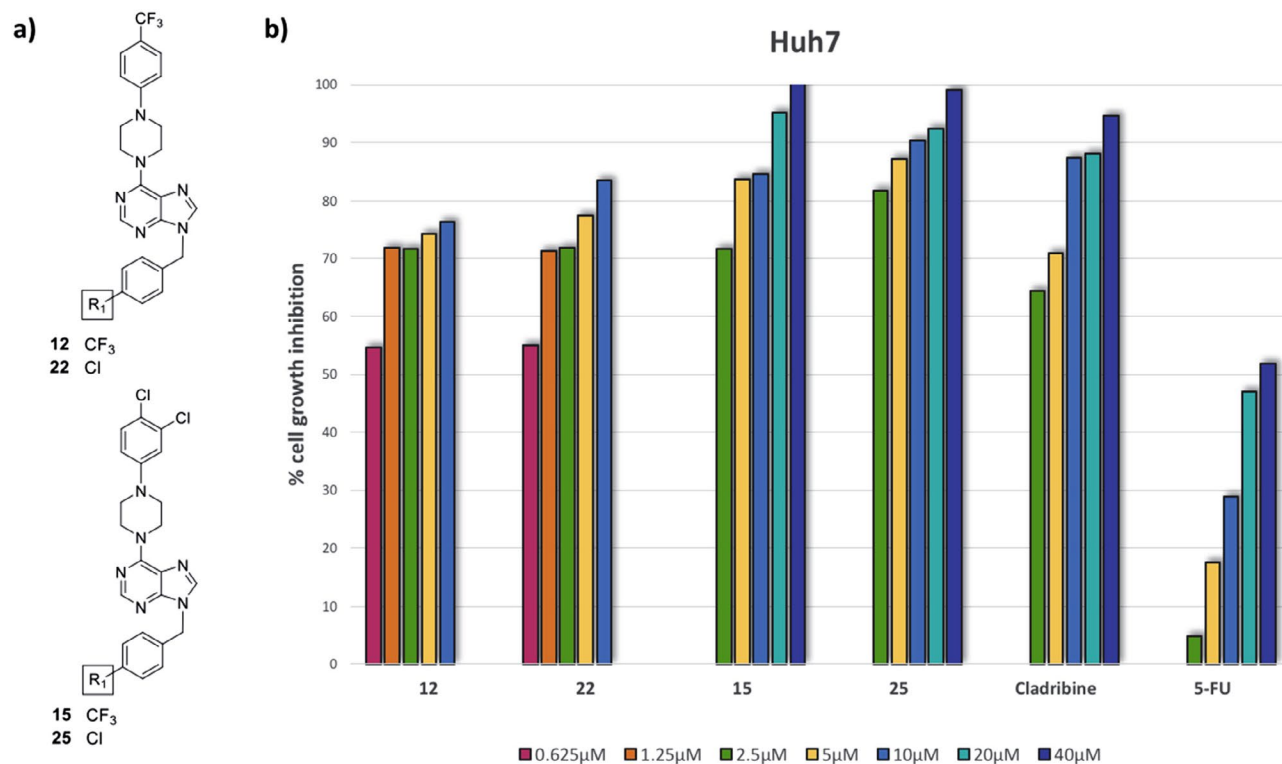 a)
CF₃
N
N
N
N
N
N
R₁
12 CF₃
22 Cl
Cl
Cl
N
N
N
N
N
N
R₁
15 CF₃
25 Cl
b)
Huh7
% cell growth inhibition
100
90
80
70
60
50
40
30
20
10
0
12 22 15 25 Cladribine 5-FU
0.625µM 1.25µM 2.5µM 5µM 10µM 20µM 40µM